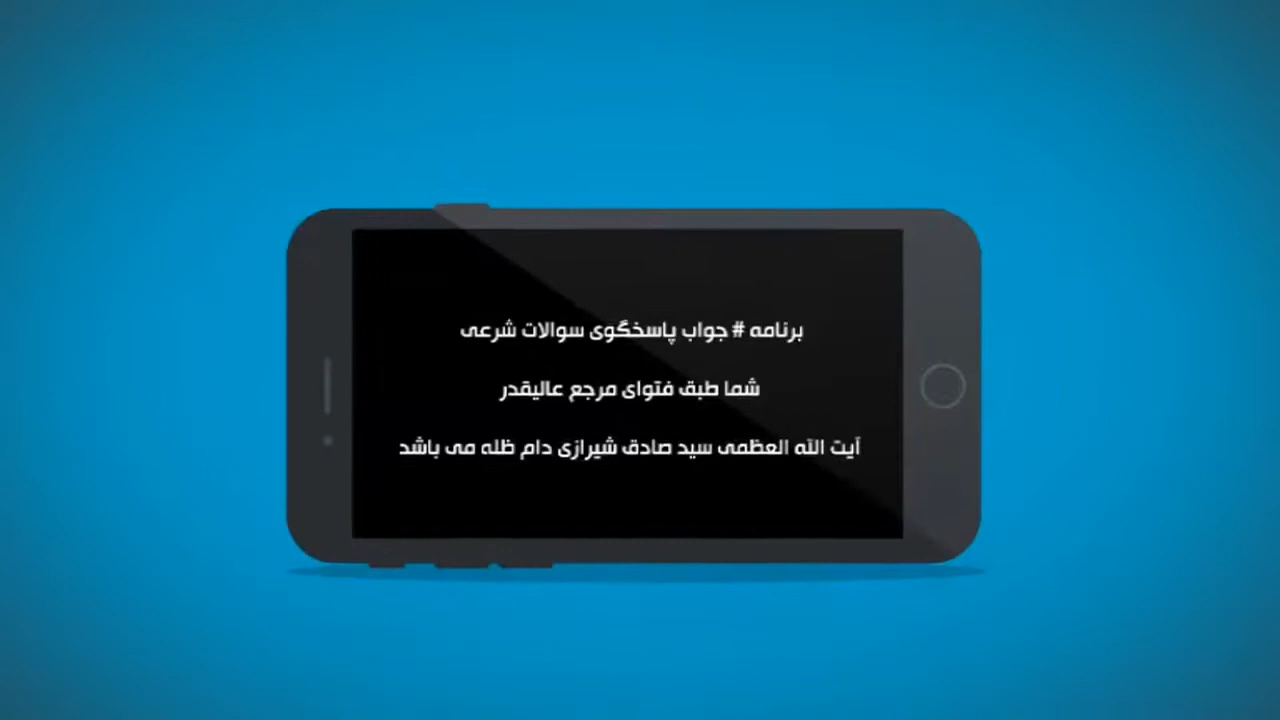 برنامه # جواب پاسخگوی سوالات شرعی
شما طبق فتوای مرجع عالیقدر
آیت الله العظمی سید صادق شیرازی دام ظله می باشد